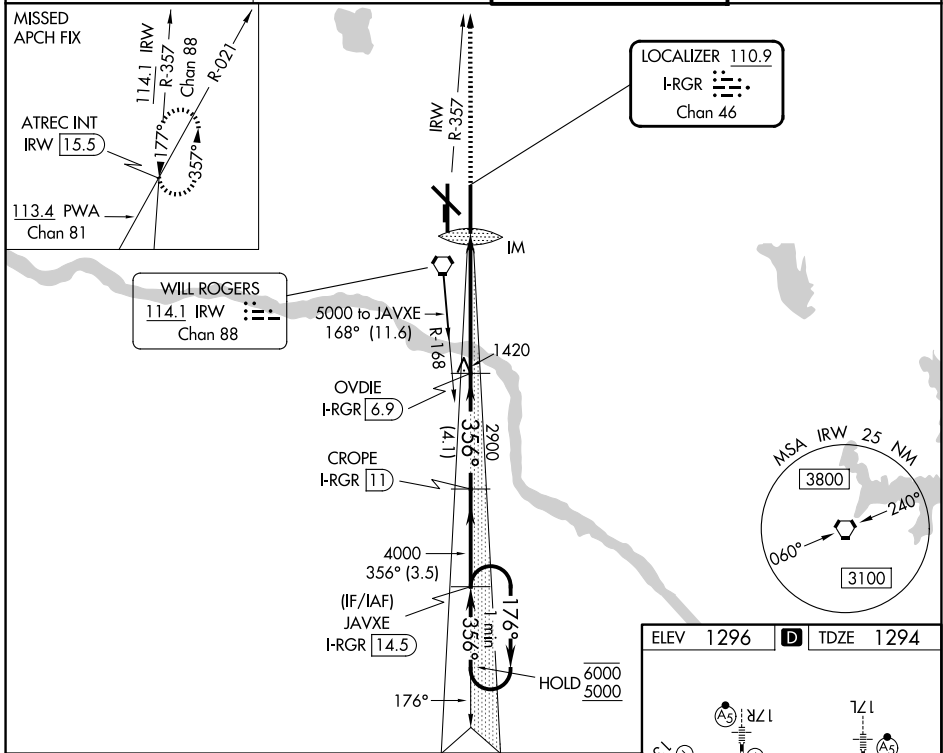 MISSED
APCH FIX
114.1 IRW
R-357
Chan 88
R-021
ATREC INT
IRW 15.5
177°
357°
113.4 PWA
Chan 81
IRW
R-357
LOCALIZER 110.9
I-RGR
Chan 46
IM
WILL ROGERS
114.1 IRW
Chan 88
5000 to JAVXE
168° (11.6)
R-168
1420
OVDIE
I-RGR 6.9
356°
(4.1)
2900
CROPE
I-RGR 11
4000
356° (3.5)
(IF/IAF)
JAVXE
I-RGR 14.5
356°
1 min
176°
HOLD 6000
5000
176°
MSA IRW 25 NM
3800
240°
060°
3100
ELEV 1296 D TDZE 1294
A5
17R
17L
A5